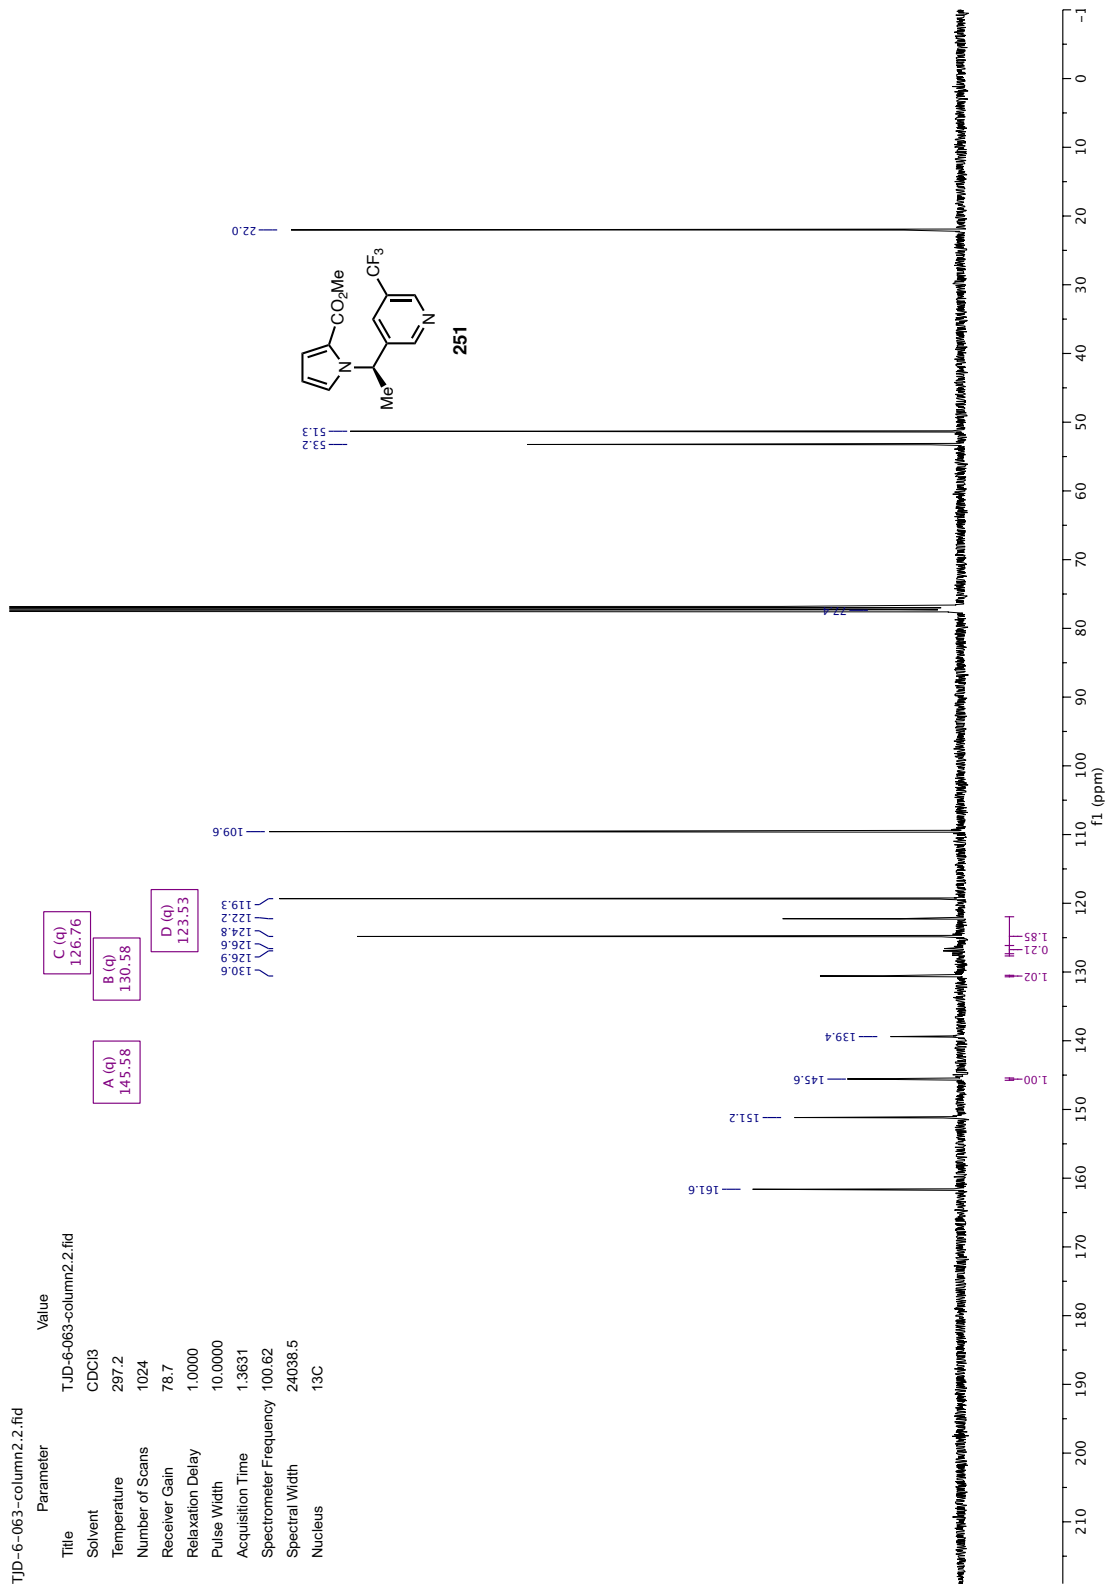 TJD-6-063-column2.2.fid
Parameter Value
Title TJD-6-063-column2.2.fid
Solvent CDCl3
Temperature 297.2
Number of Scans 1024
Receiver Gain 78.7
Relaxation Delay 1.0000
Pulse Width 10.0000
Acquisition Time 1.3631
Spectrometer Frequency 100.62
Spectral Width 24038.5
Nucleus 13C
A (q)
145.58
B (q)
130.58
C (q)
126.76
D (q)
123.53
161.6
151.2
145.6
139.4
130.6
126.9
126.6
124.8
122.2
119.3
109.6
77.4
53.2
51.3
22.0
CO2Me
CF3
N
N
Me
251
1.00
1.02
0.21
1.85
210 200 190 180 170 160 150 140 130 120 110 100 90 80 70 60 50 40 30 20 10 0 -1
f1 (ppm)